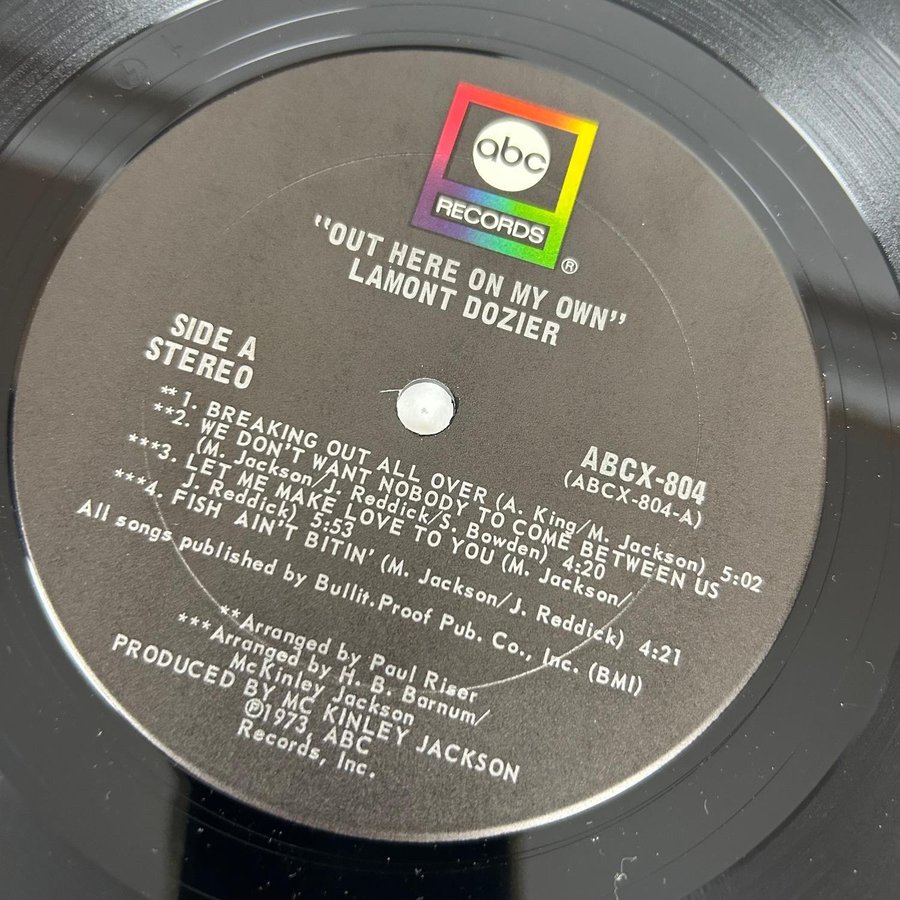 abc
RECORDS
®
"OUT HERE ON MY OWN"
LAMONT DOZIER
SIDE A
STEREO
ABCX-804
(ABCX-804-A)
**1. BREAKING OUT ALL OVER (A. King/M. Jackson) 5:02
**2. WE DON'T WANT NOBODY TO COME BETWEEN US
(M. Jackson/J. Reddick/S. Bowden) 4:20
***3. LET ME MAKE LOVE TO YOU (M. Jackson/
J. Reddick) 5:53
***4. FISH AIN'T BITIN' (M. Jackson/J. Reddick) 4:21
All songs published by Bullit.Proof Pub. Co., Inc. (BMI)
**Arranged by Paul Riser
***Arranged by H. B. Barnum/
McKinley Jackson
PRODUCED BY MC KINLEY JACKSON
℗1973, ABC
Records, Inc.